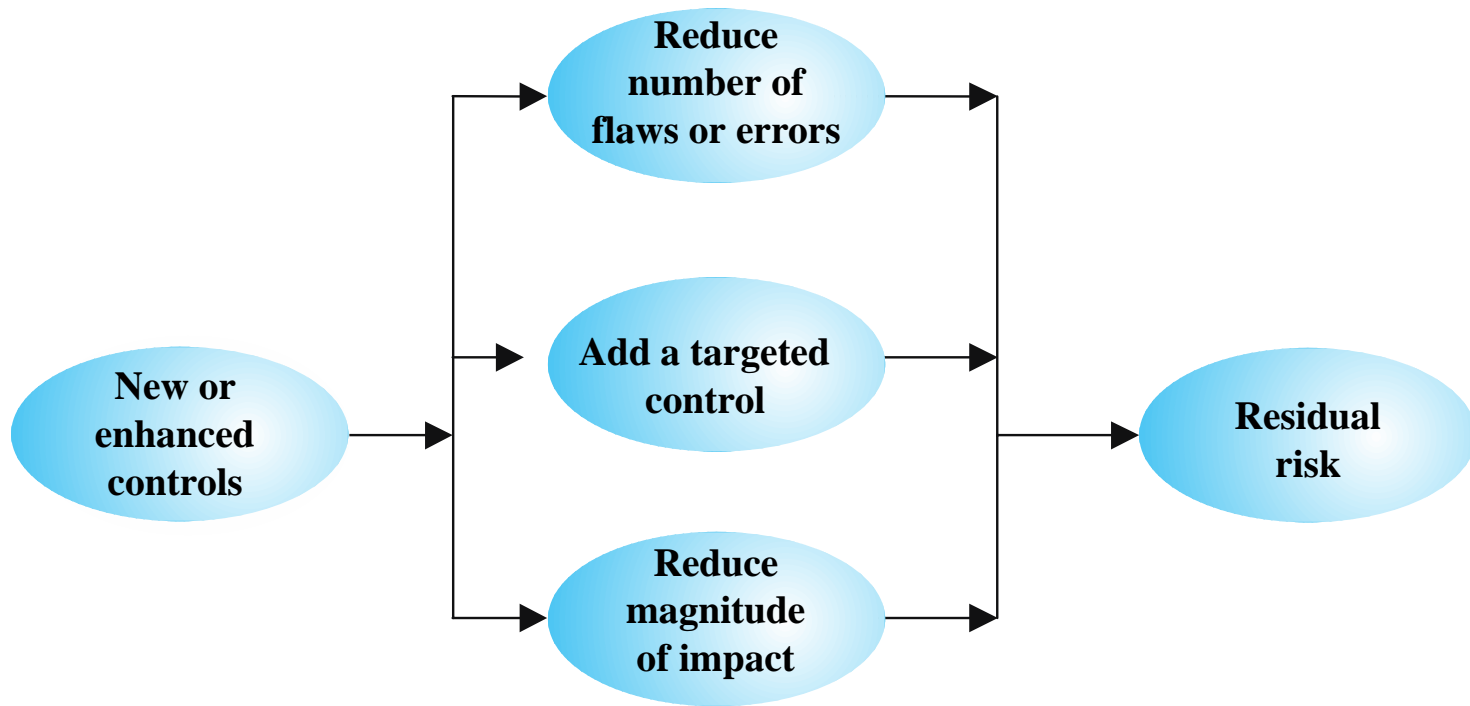 New or
enhanced
controls
Reduce
number of
flaws or errors
Add a targeted
control
Reduce
magnitude
of impact
Residual
risk